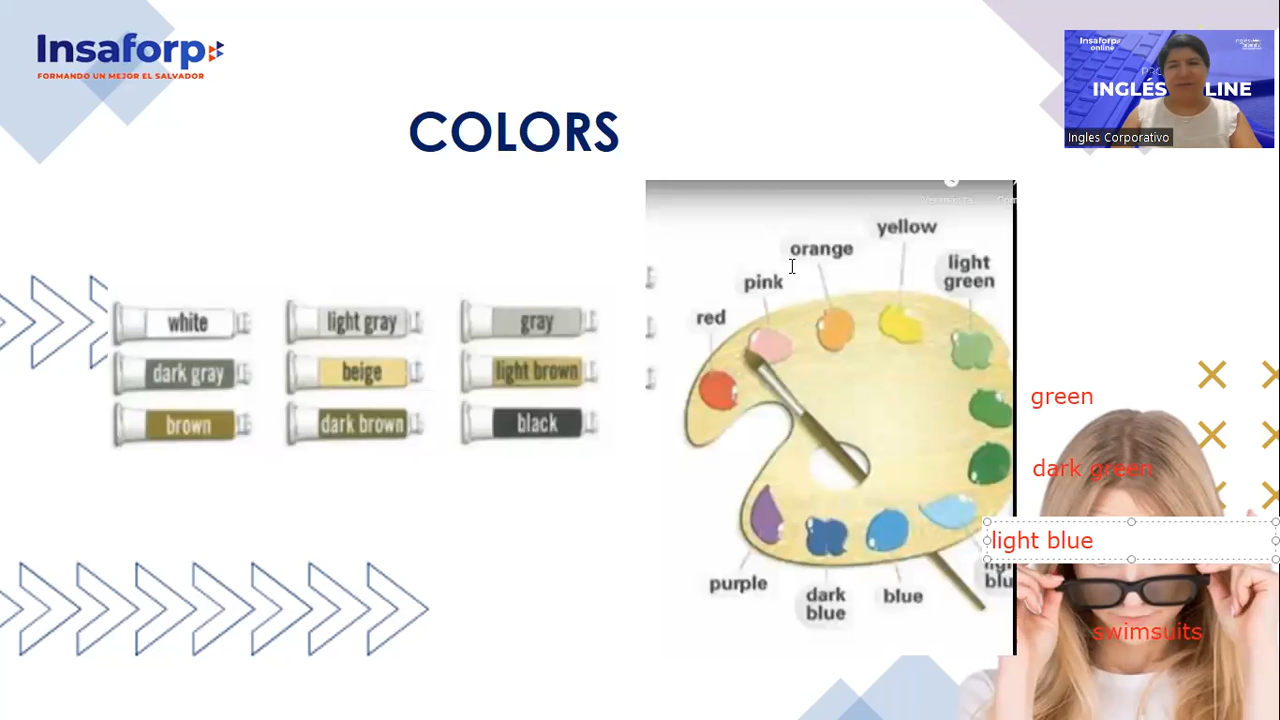 Insaforp
FORMANDO UN MEJOR EL SALVADOR
Insaforp
online
INGLÉS
LINE
Ingles Corporativo
COLORS
white
light gray
gray
dark gray
beige
light brown
brown
dark brown
black
yellow
orange
light
green
pink
red
green
dark green
light blue
purple
dark
blue
blue
swimsuits